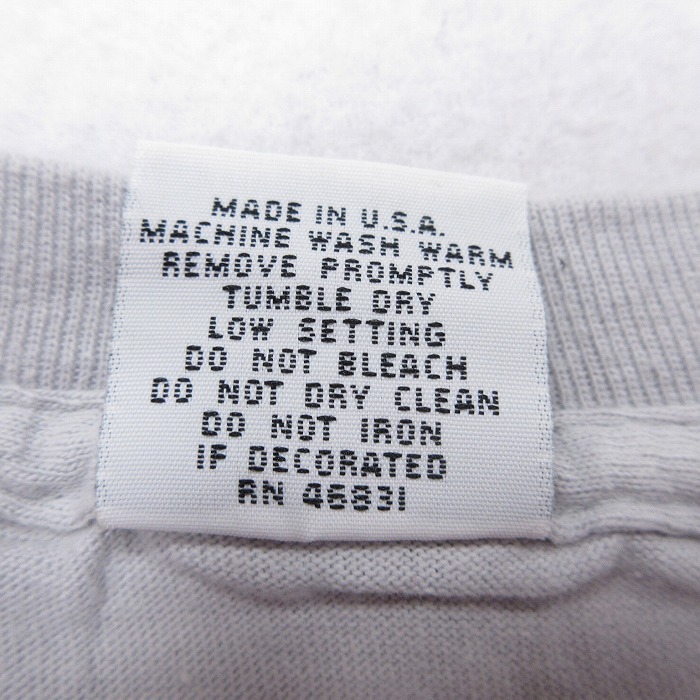 MADE IN U.S.A.
MACHINE WASH WARM
REMOVE PROMPTLY
TUMBLE DRY
LOW SETTING
DO NOT BLEACH
DO NOT DRY CLEAN
DO NOT IRON
IF DECORATED
RN 46831